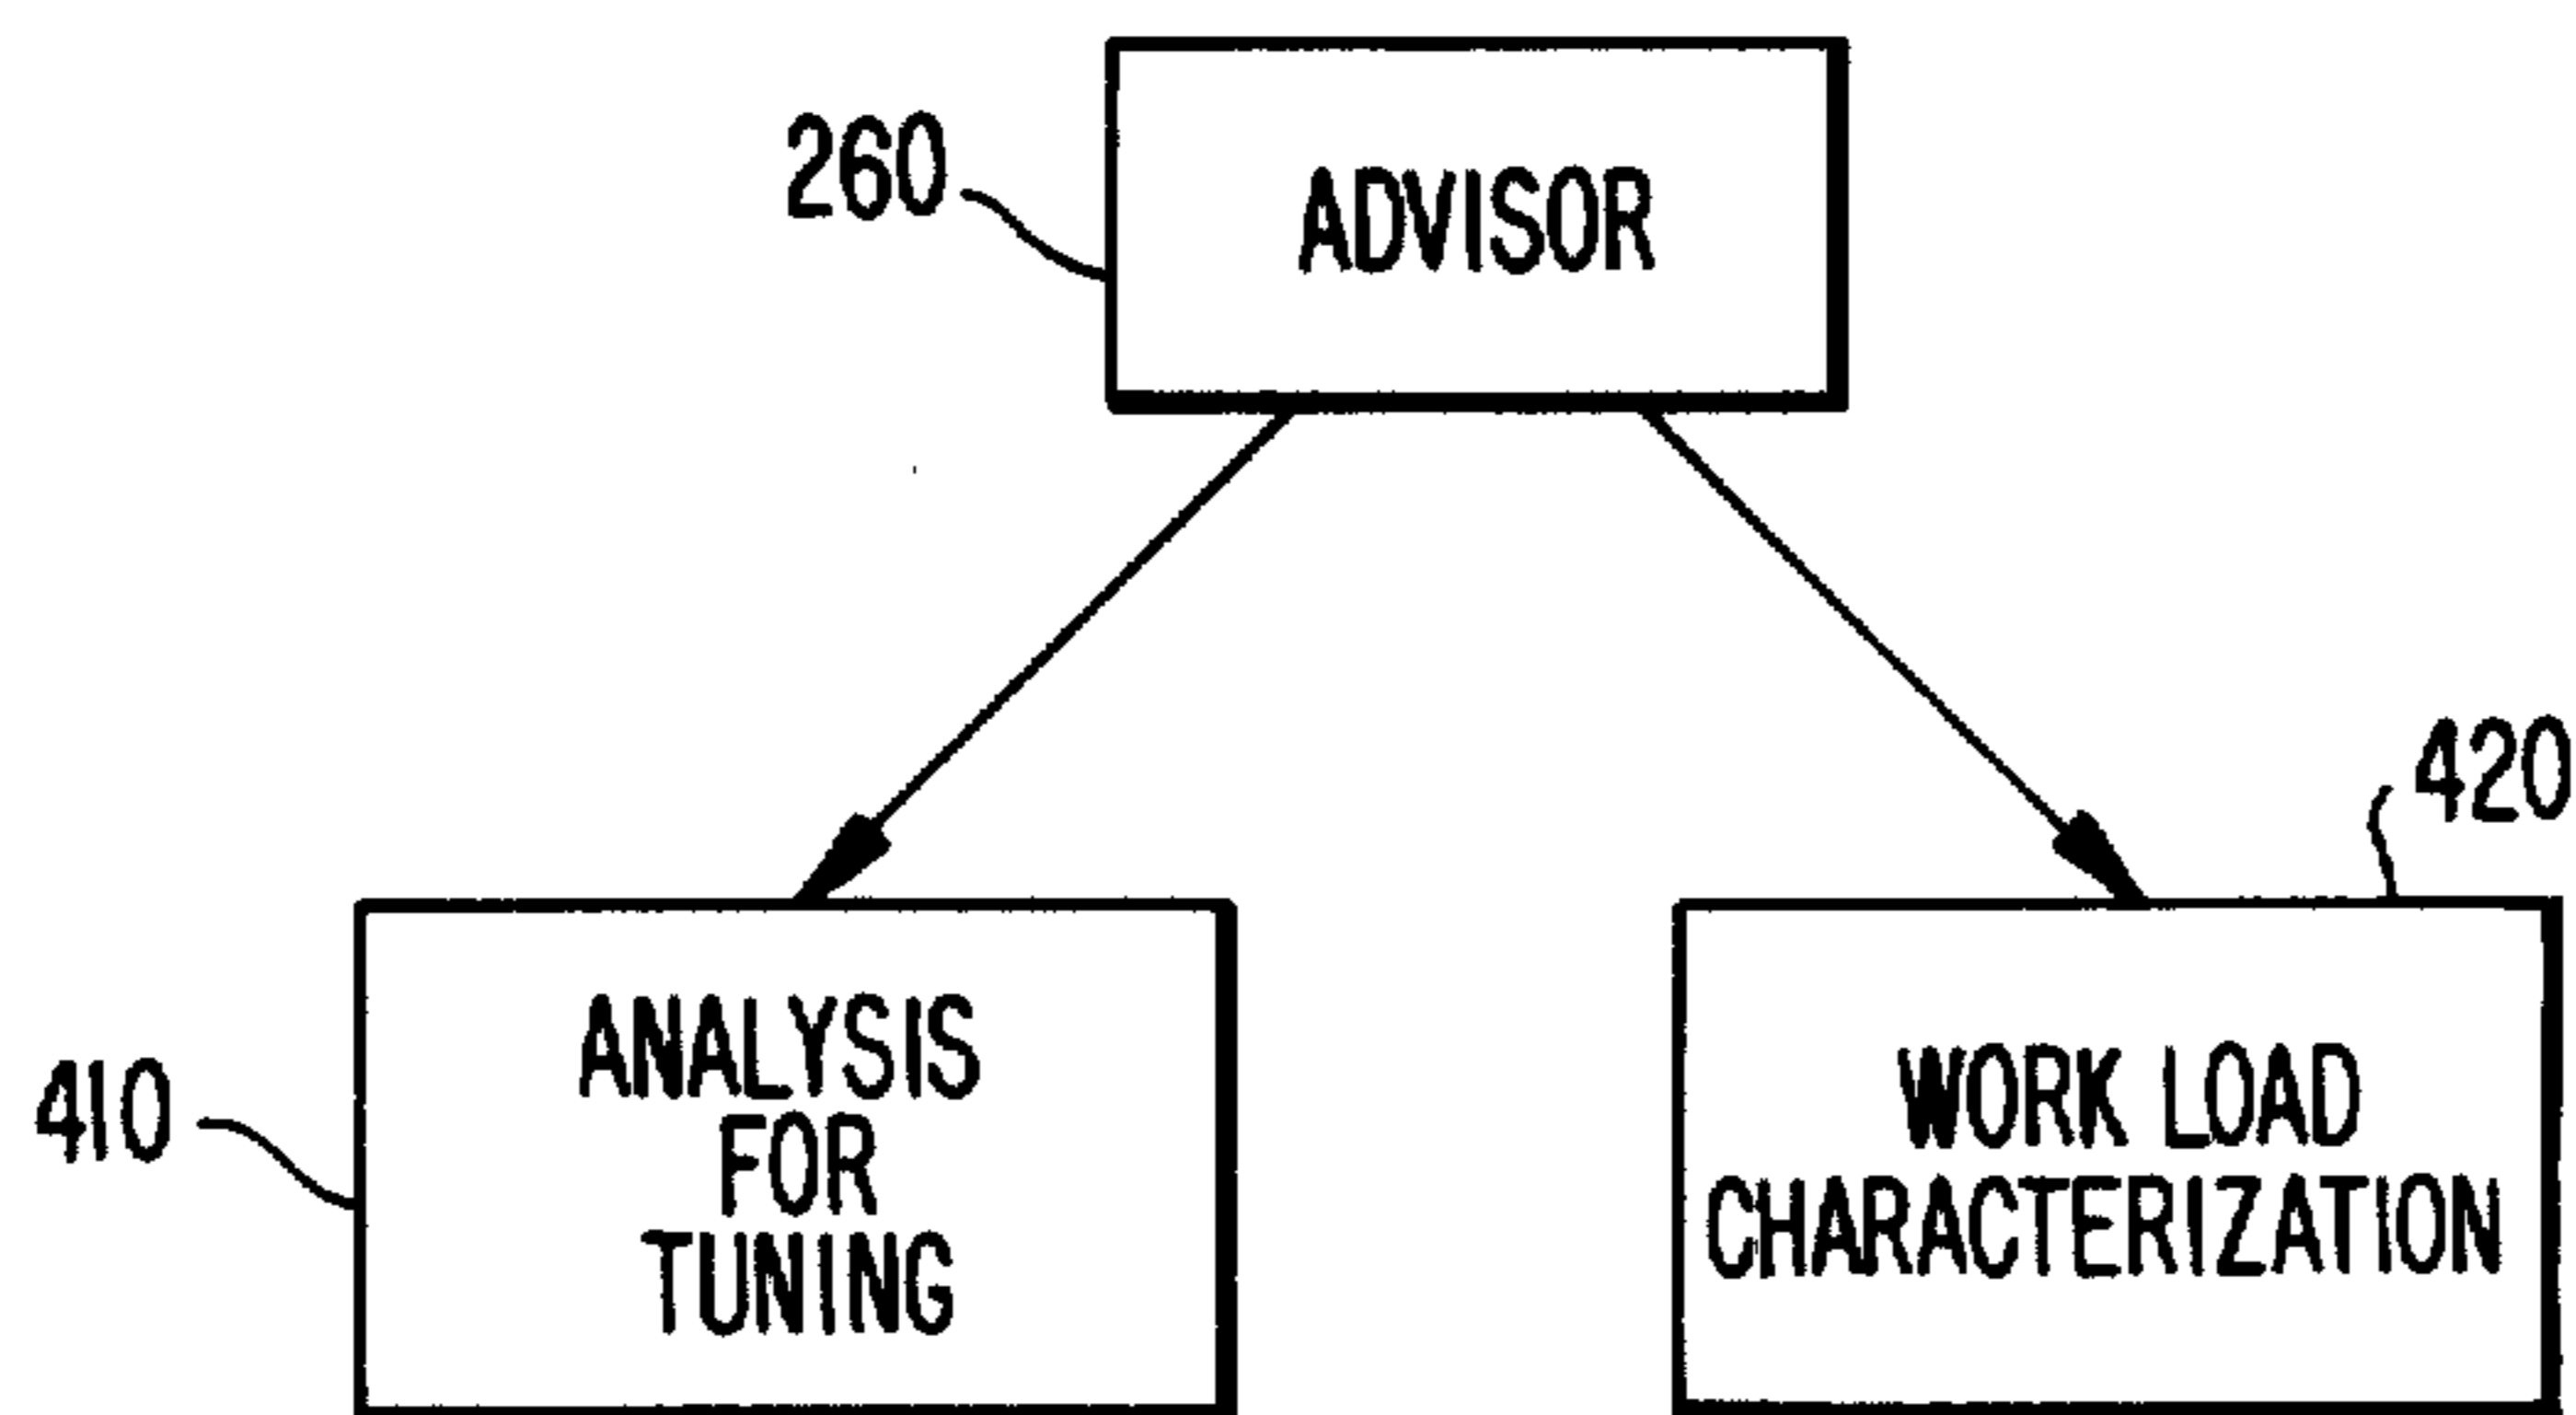 260
ADVISOR
420
410
ANALYSIS
FOR
TUNING
WORK LOAD
CHARACTERIZATION